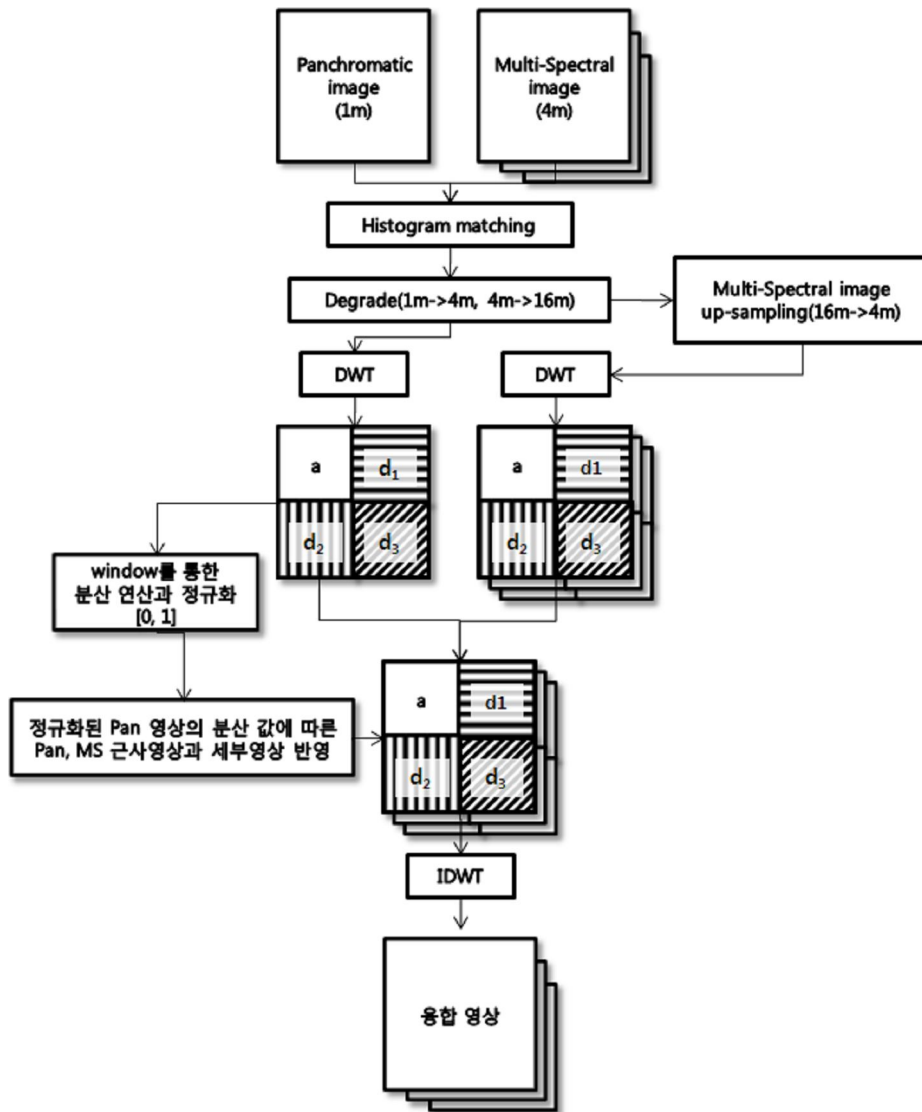 Panchromatic
image
(1m)
Multi-Spectral
image
(4m)
Histogram matching
Degrade(1m->4m, 4m->16m)
Multi-Spectral image
up-sampling(16m->4m)
DWT
DWT
a
d₁
d₂
d₃
a
d1
d₂
d₃
window를 통한
분산 연산과 정규화
[0, 1]
정규화된 Pan 영상의 분산 값에 따른
Pan, MS 근사영상과 세부영상 반영
a
d1
d₂
d₃
IDWT
융합 영상